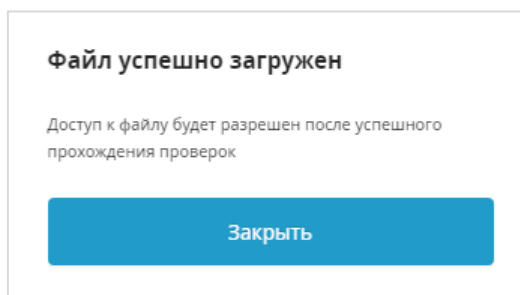 Файл успешно загружен
Доступ к файлу будет разрешен после успешного
прохождения проверок
Закрыть